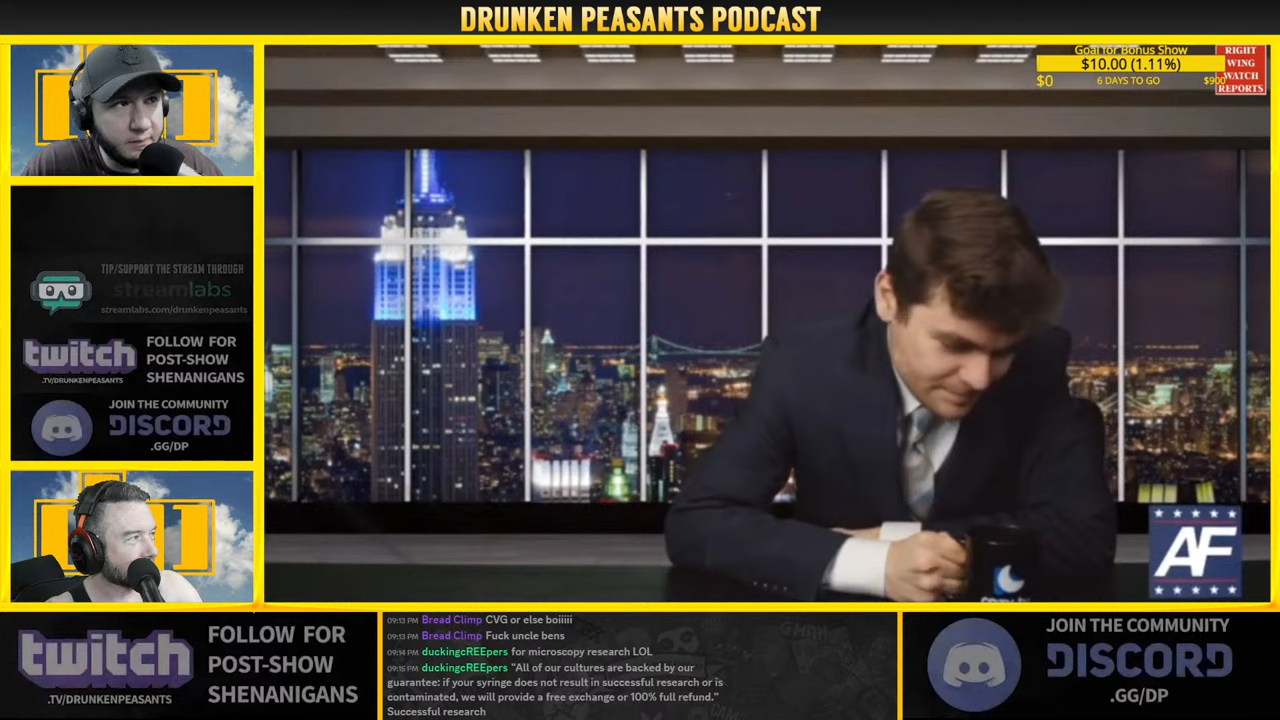 DRUNKEN PEASANTS PODCAST
Goal for Bonus Show
$10.00 (1.11%)
$0
6 DAYS TO GO
$900
RIGHT
WING
WATCH
REPORTS
TIP/SUPPORT THE STREAM THROUGH
streamlabs
streamlabs.com/drunkenpeasants
twitch
.TV/DRUNKENPEASANTS
FOLLOW FOR
POST-SHOW
SHENANIGANS
JOIN THE COMMUNITY
DISCORD
.GG/DP
AF
twitch
.TV/DRUNKENPEASANTS
FOLLOW FOR
POST-SHOW
SHENANIGANS
09:13 PM Bread Climp CVG or else boiiiii
09:13 PM Bread Climp Fuck uncle bens
09:14 PM duckingcREEpers for microscopy research LOL
09:15 PM duckingcREEpers "All of our cultures are backed by our
guarantee: if your syringe does not result in successful research or is
contaminated, we will provide a free exchange or 100% full refund."
Successful research
JOIN THE COMMUNITY
DISCORD
.GG/DP